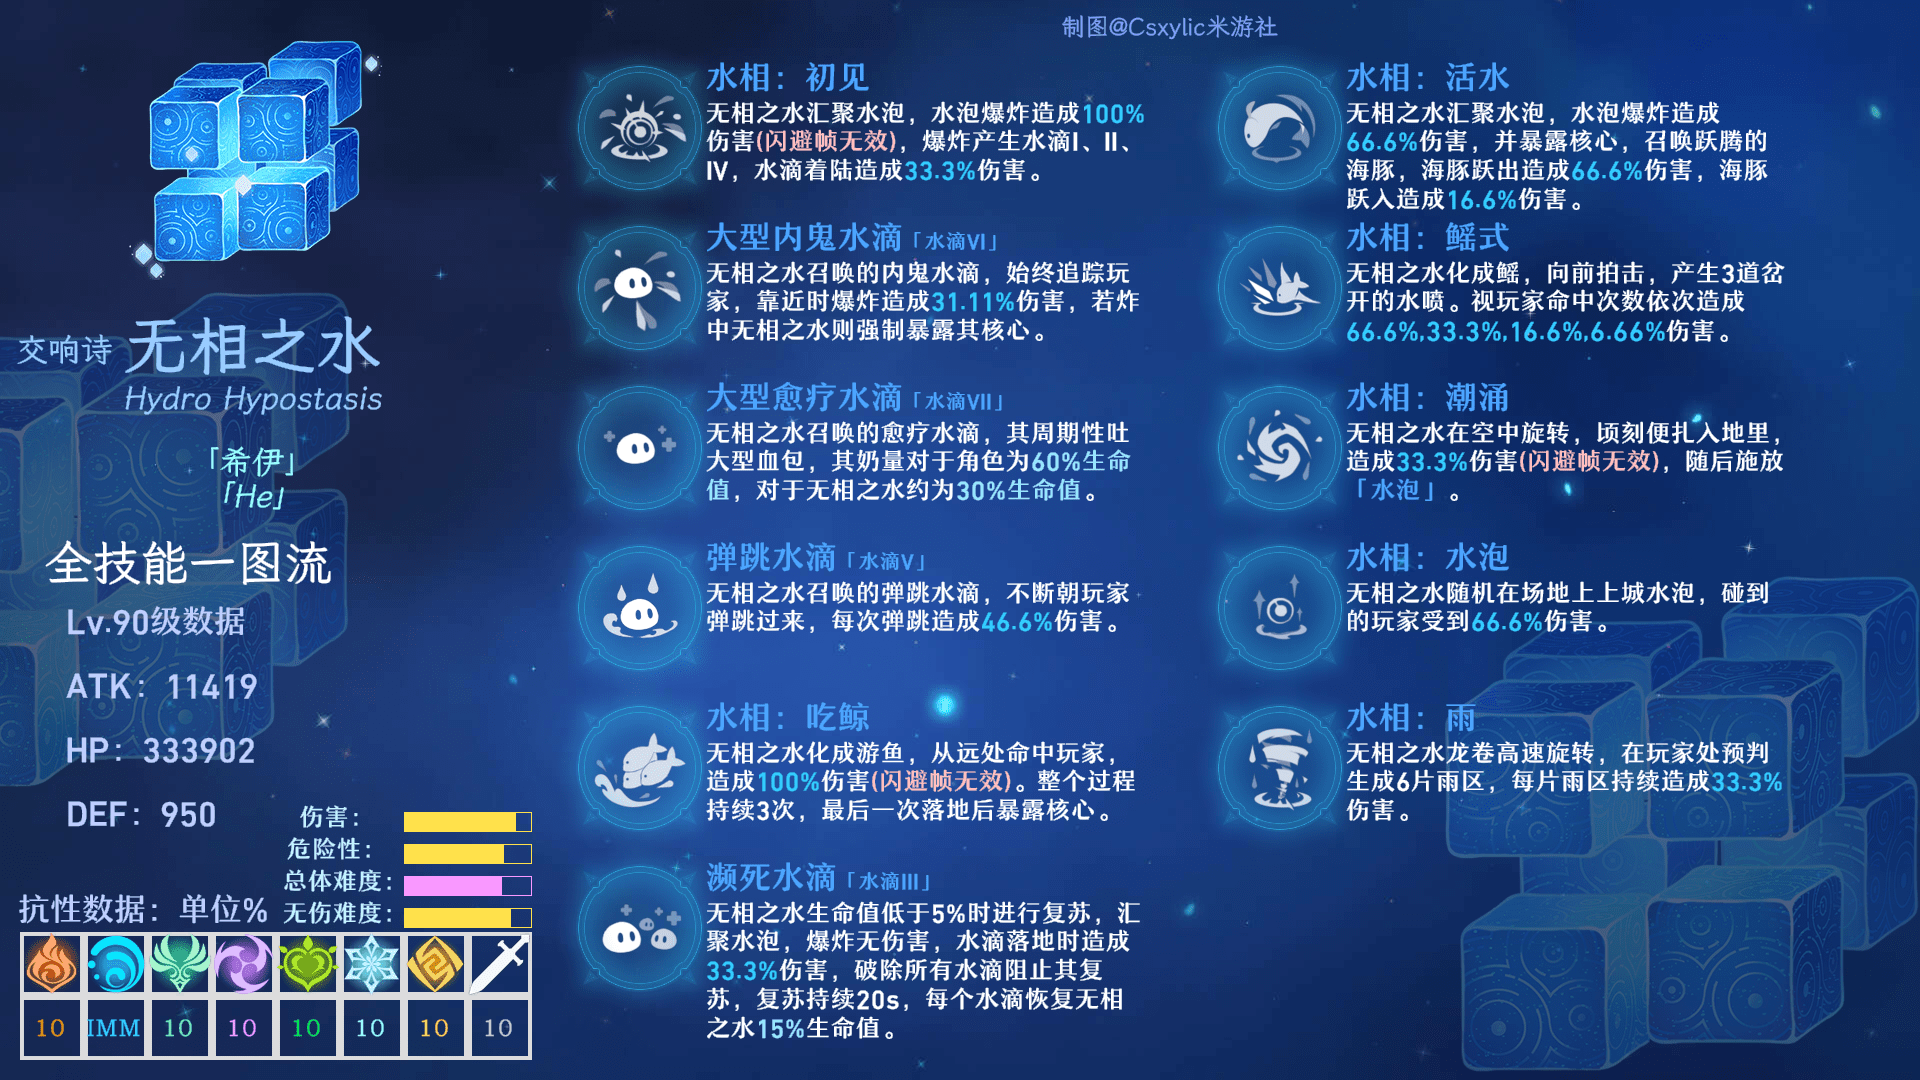 制图@Csxylic米游社
交响诗 无相之水
Hydro Hypostasis
「希伊」
「He」
全技能一图流
Lv.90级数据
ATK：11419
HP：333902
DEF：950
伤害：
危险性：
总体难度：
无伤难度：
抗性数据：单位%
10 IMM 10 10 10 10 10 10
水相：初见
无相之水汇聚水泡，水泡爆炸造成100%
伤害(闪避帧无效)，爆炸产生水滴I、II、
IV，水滴着陆造成33.3%伤害。
大型内鬼水滴「水滴VI」
无相之水召唤的内鬼水滴，始终追踪玩
家，靠近时爆炸造成31.11%伤害，若炸
中无相之水则强制暴露其核心。
大型愈疗水滴「水滴VII」
无相之水召唤的愈疗水滴，其周期性吐
大型血包，其奶量对于角色为60%生命
值，对于无相之水约为30%生命值。
弹跳水滴「水滴V」
无相之水召唤的弹跳水滴，不断朝玩家
弹跳过来，每次弹跳造成46.6%伤害。
水相：吃鲸
无相之水化成游鱼，从远处命中玩家，
造成100%伤害(闪避帧无效)。整个过程
持续3次，最后一次落地后暴露核心。
濒死水滴「水滴III」
无相之水生命值低于5%时进行复苏，汇
聚水泡，爆炸无伤害，水滴落地时造成
33.3%伤害，破除所有水滴阻止其复
苏，复苏持续20s，每个水滴恢复无相
之水15%生命值。
水相：活水
无相之水汇聚水泡，水泡爆炸造成
66.6%伤害，并暴露核心，召唤跃腾的
海豚，海豚跃出造成66.6%伤害，海豚
跃入造成16.6%伤害。
水相：鳐式
无相之水化成鳐，向前拍击，产生3道岔
开的水喷。视玩家命中次数依次造成
66.6%,33.3%,16.6%,6.66%伤害。
水相：潮涌
无相之水在空中旋转，顷刻便扎入地里，
造成33.3%伤害(闪避帧无效)，随后施放
「水泡」。
水相：水泡
无相之水随机在场地上上城水泡，碰到
的玩家受到66.6%伤害。
水相：雨
无相之水龙卷高速旋转，在玩家处预判
生成6片雨区，每片雨区持续造成33.3%
伤害。